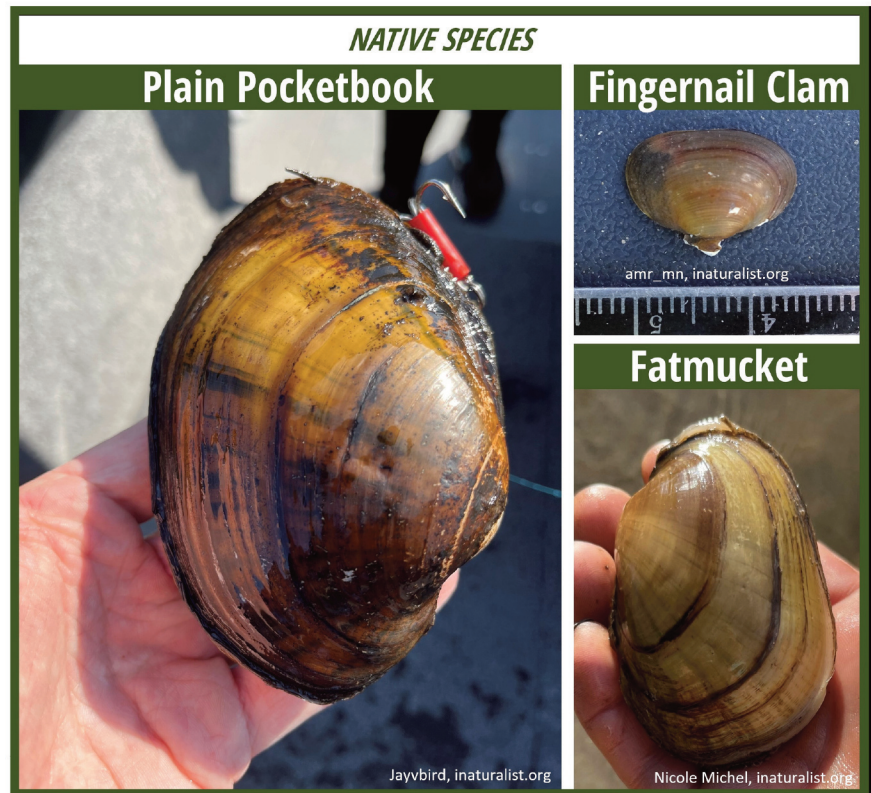 NATIVE SPECIES
Plain Pocketbook
Jayvbird, inaturalist.org
Fingernail Clam
amr_mn, inaturalist.org
5 4
Fatmucket
Nicole Michel, inaturalist.org